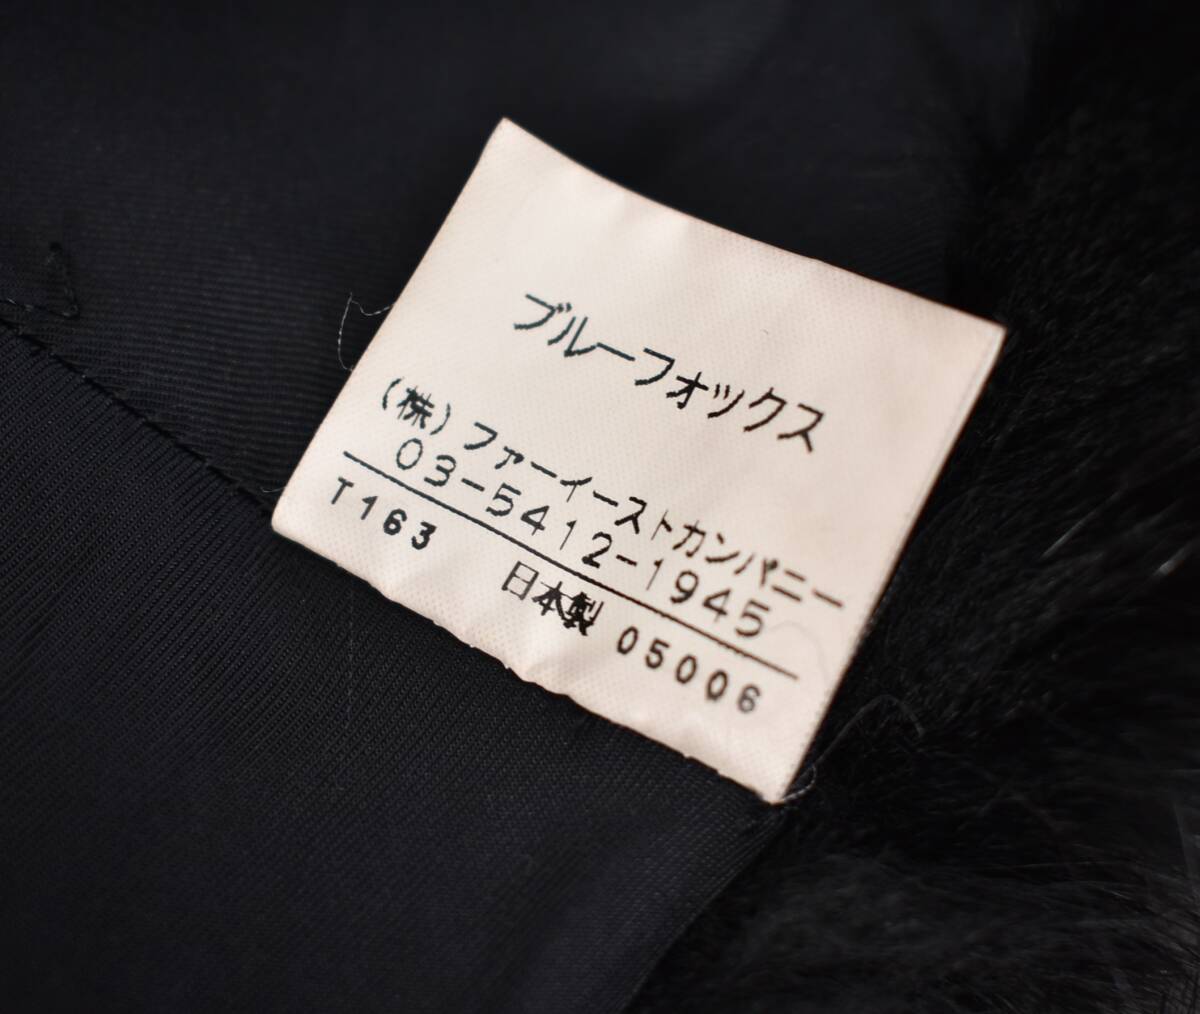 ブルーフォックス
(株)ファーイーストカンパニー
03-5412-1945
T163 日本製 05006